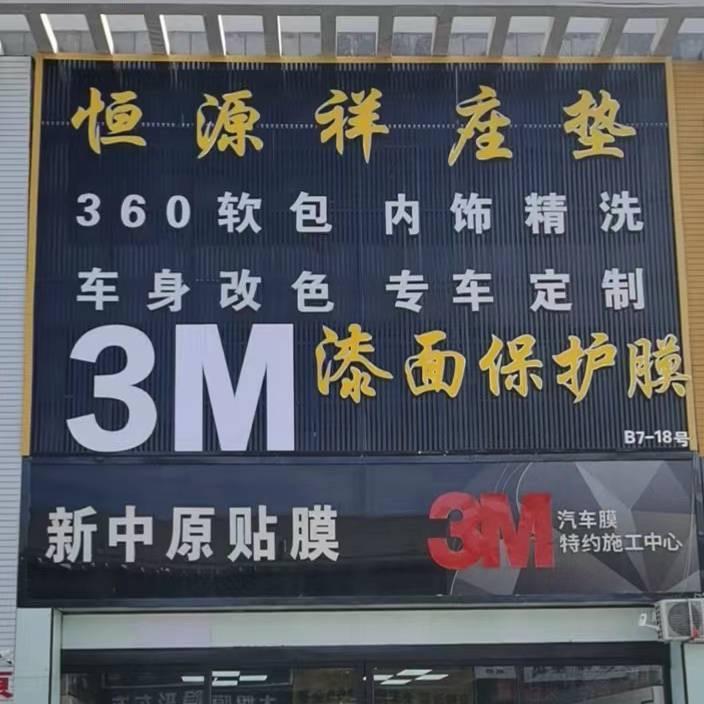 恒源祥座垫
360软包 内饰精洗
车身改色 专车定制
3M漆面保护膜
B7-18号
新中原贴膜
3M
汽车膜
特约施工中心